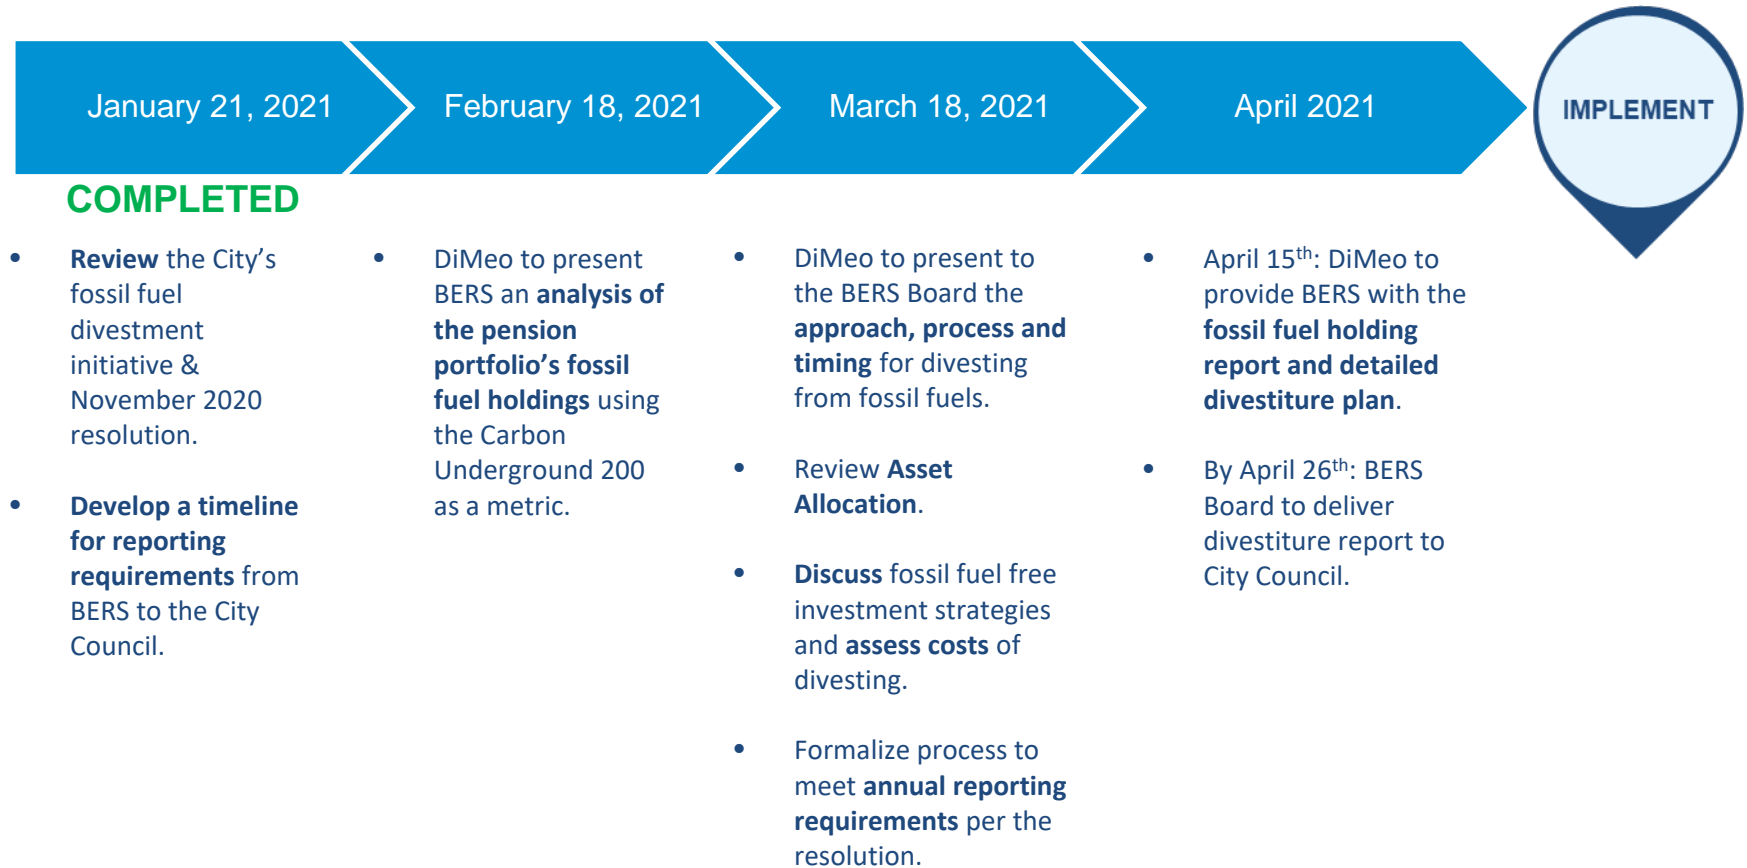 January 21, 2021
February 18, 2021
March 18, 2021
April 2021
IMPLEMENT
COMPLETED
• Review the City’s
fossil fuel
divestment
initiative &
November 2020
resolution.
• Develop a timeline
for reporting
requirements from
BERS to the City
Council.
• DiMeo to present
BERS an analysis of
the pension
portfolio’s fossil
fuel holdings using
the Carbon
Underground 200
as a metric.
• DiMeo to present to
the BERS Board the
approach, process and
timing for divesting
from fossil fuels.
• Review Asset
Allocation.
• Discuss fossil fuel free
investment strategies
and assess costs of
divesting.
• Formalize process to
meet annual reporting
requirements per the
resolution.
• April 15th: DiMeo to
provide BERS with the
fossil fuel holding
report and detailed
divestiture plan.
• By April 26th: BERS
Board to deliver
divestiture report to
City Council.